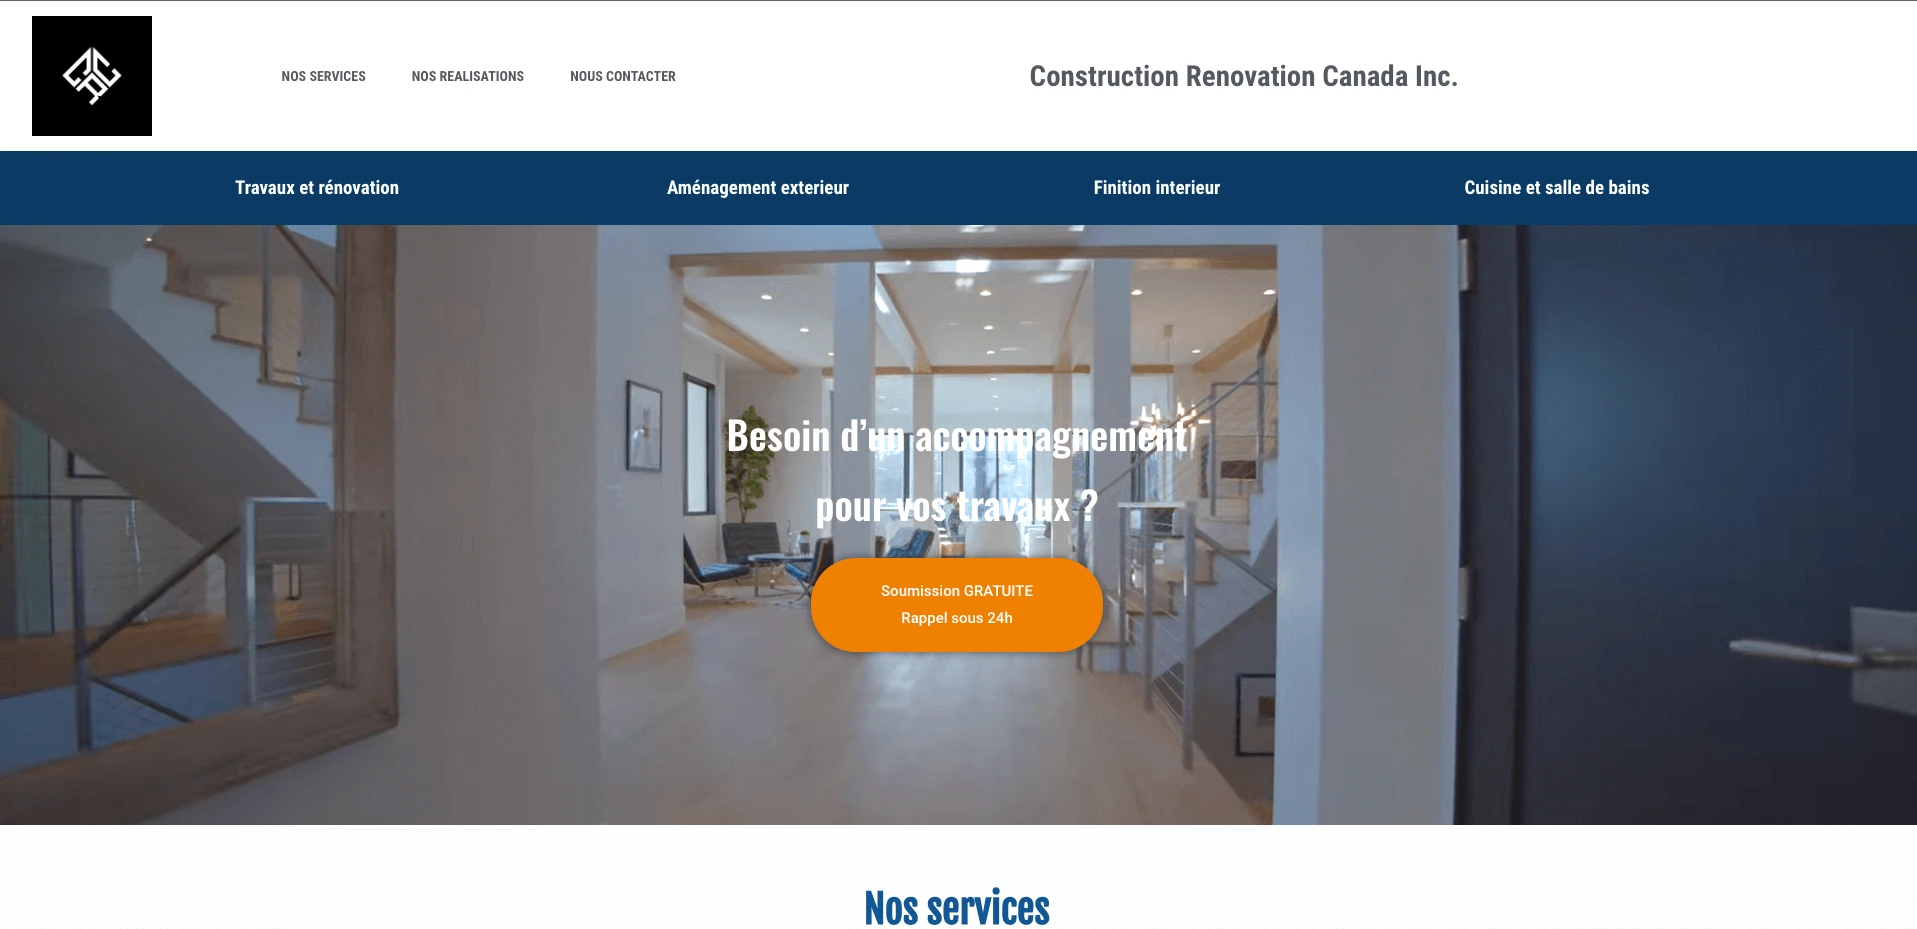 NOS SERVICES NOS REALISATIONS NOUS CONTACTER
Construction Renovation Canada Inc.
Travaux et rénovation
Aménagement exterieur
Finition interieur
Cuisine et salle de bains
Besoin d’un accompagnement
pour vos travaux ?
Soumission GRATUITE
Rappel sous 24h
Nos services